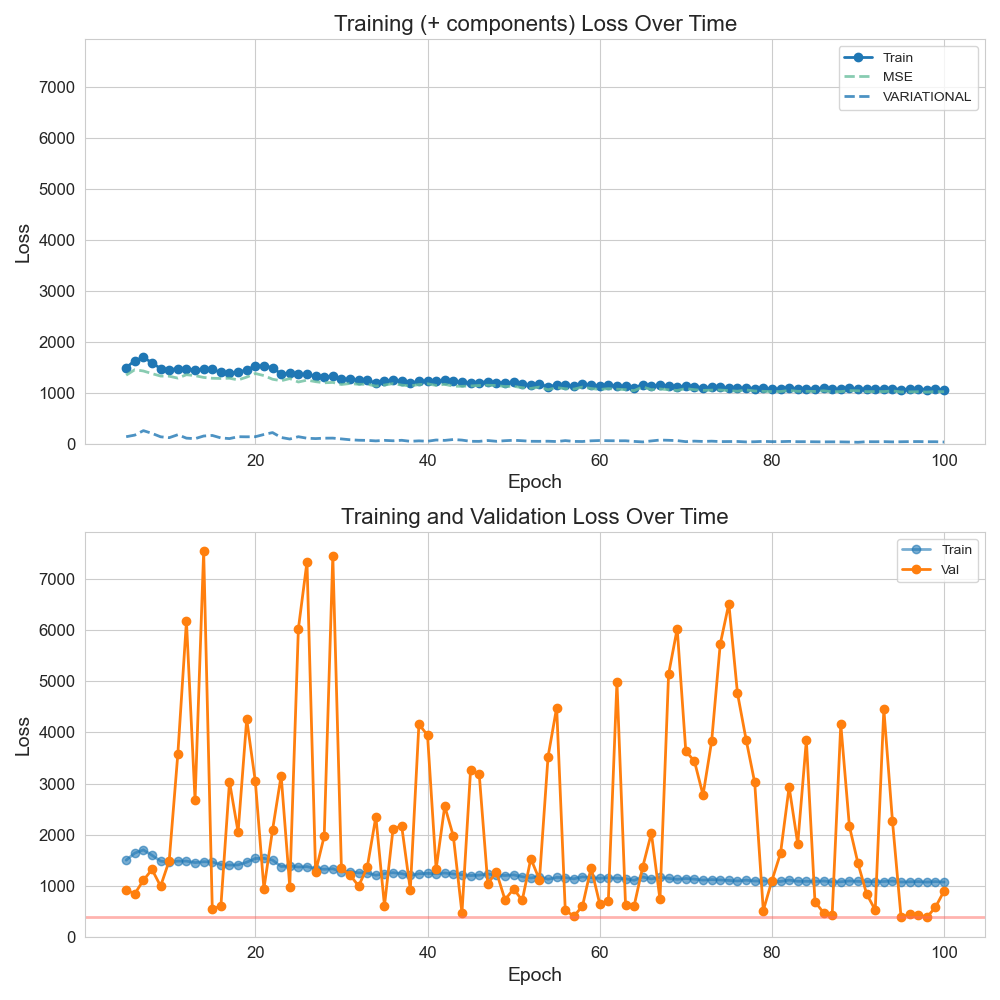 Training (+ components) Loss Over Time
Train
MSE
VARIATIONAL
Loss
7000
6000
5000
4000
3000
2000
1000
0
20
40
60
80
100
Epoch
Training and Validation Loss Over Time
Train
Val
Loss
7000
6000
5000
4000
3000
2000
1000
0
20
40
60
80
100
Epoch